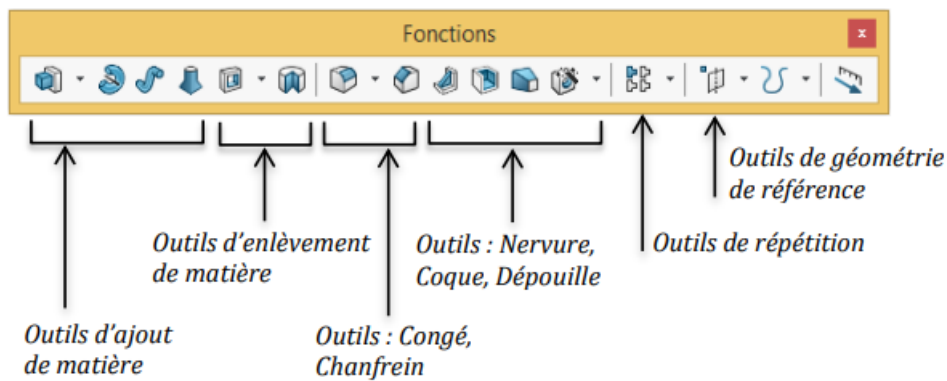 Fonctions
x
Outils de géométrie
de référence
Outils d'enlèvement
de matière
Outils : Nervure,
Coque, Dépouille
Outils de répétition
Outils d'ajout
de matière
Outils : Congé,
Chanfrein